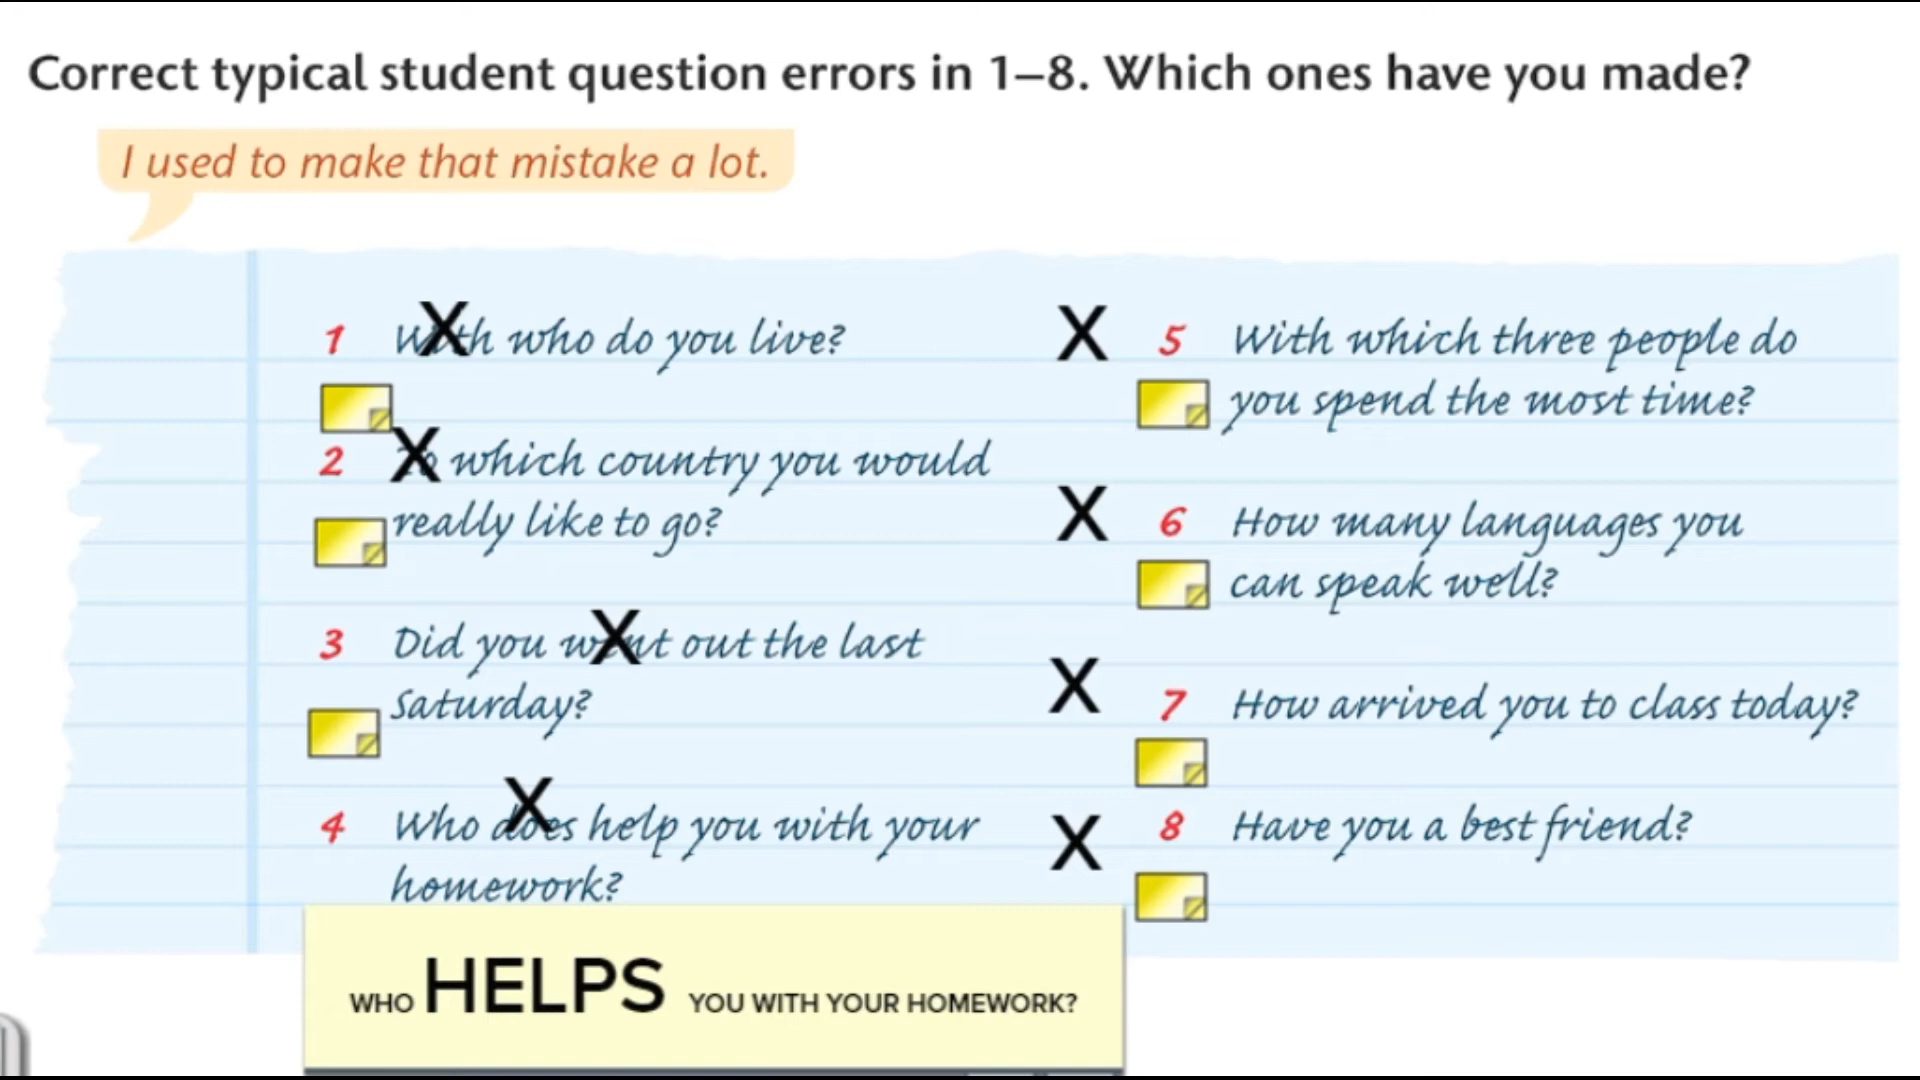 Correct typical student question errors in 1–8. Which ones have you made?
I used to make that mistake a lot.
1 With who do you live?
2 To which country you would
really like to go?
3 Did you went out the last
Saturday?
4 Who does help you with your
homework?
WHO HELPS YOU WITH YOUR HOMEWORK?
X 5 With which three people do
you spend the most time?
X 6 How many languages you
can speak well?
X 7 How arrived you to class today?
X 8 Have you a best friend?